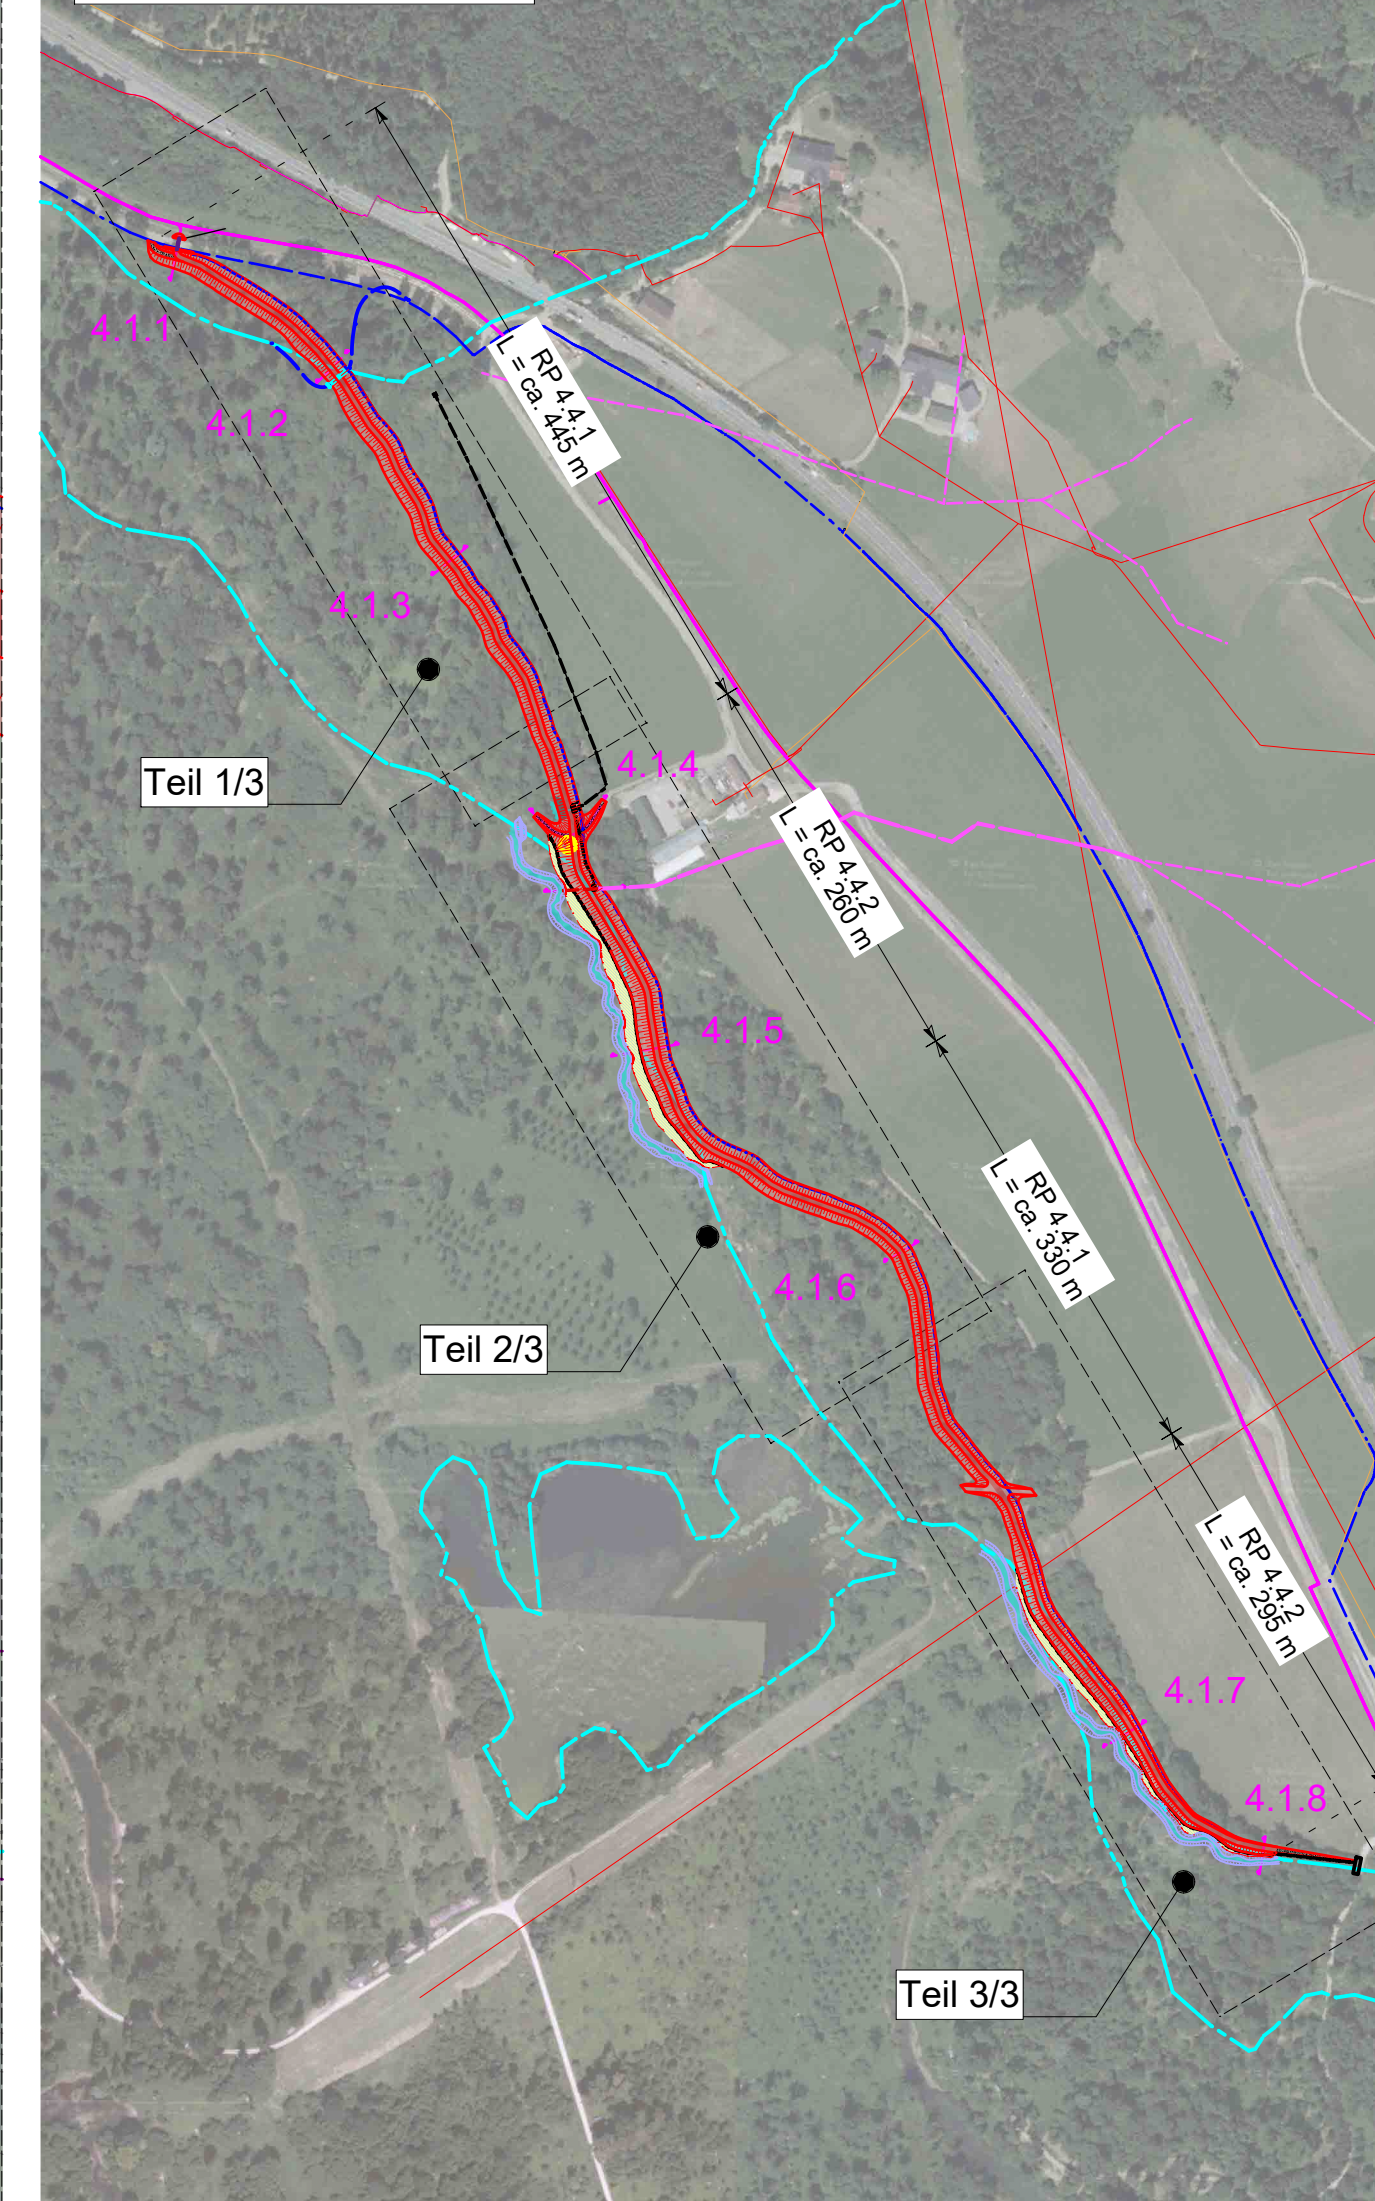 4.1.1
4.1.2
RP 4.4.1
L = ca. 445 m
4.1.3
Teil 1/3
4.1.4
RP 4.4.2
L = ca. 260 m
4.1.5
RP 4.4.1
L = ca. 330 m
4.1.6
Teil 2/3
RP 4.4.2
L = ca. 295 m
4.1.7
4.1.8
Teil 3/3